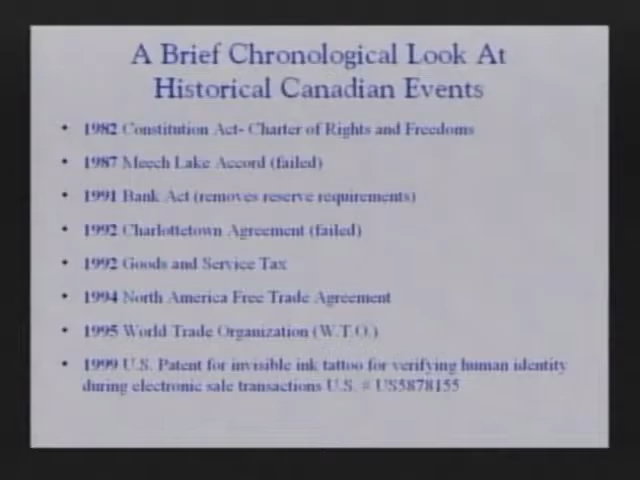 A Brief Chronological Look At
Historical Canadian Events
• 1982 Constitution Act- Charter of Rights and Freedoms
• 1987 Meech Lake Accord (failed)
• 1991 Bank Act (removes reserve requirements)
• 1992 Charlottetown Agreement (failed)
• 1992 Goods and Service Tax
• 1994 North America Free Trade Agreement
• 1995 World Trade Organization (W.T.O.)
• 1999 U.S. Patent for invisible ink tattoo for verifying human identity
during electronic sale transactions U.S. # US5878155